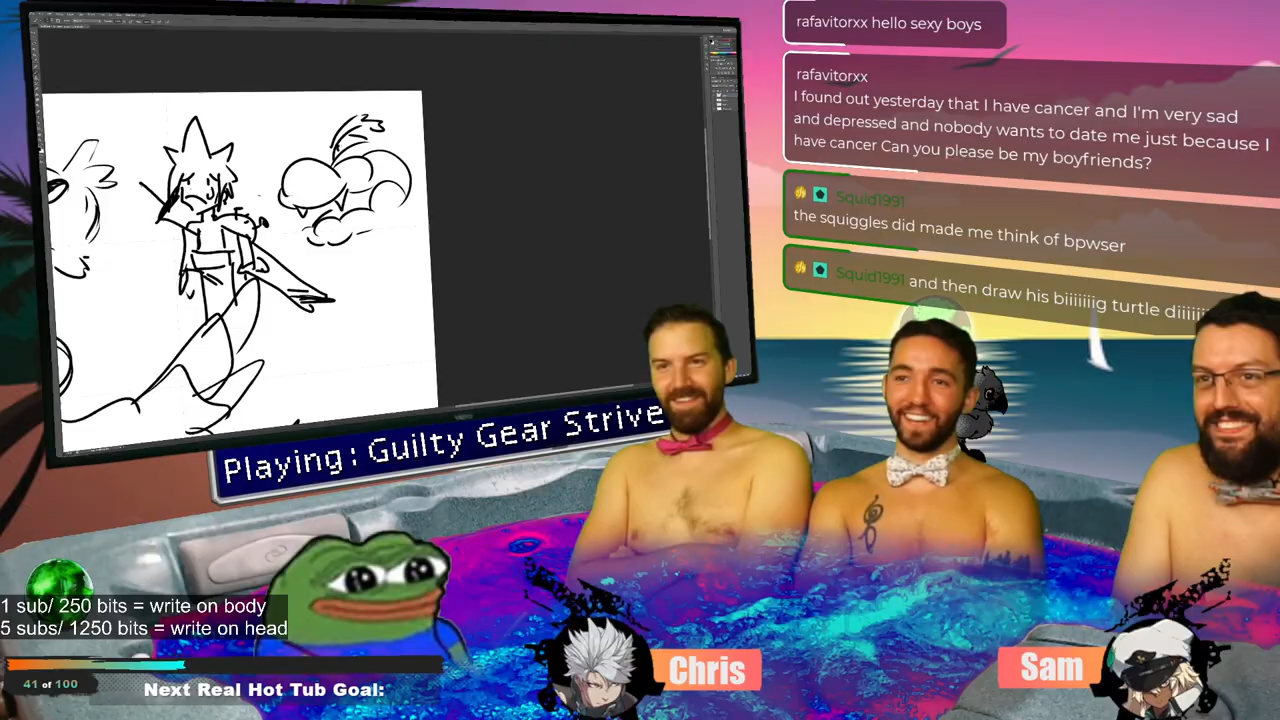 rafavitorxx hello sexy boys
rafavitorxx
I found out yesterday that I have cancer and I'm very sad
and depressed and nobody wants to date me just because I
have cancer Can you please be my boyfriends?
Squid1991
the squiggles did made me think of bpwser
Squid1991 and then draw his biiiiiiig turtle diiiiii
Playing: Guilty Gear Strive
1 sub/ 250 bits = write on body
5 subs/ 1250 bits = write on head
41 of 100
Next Real Hot Tub Goal:
Chris
Sam